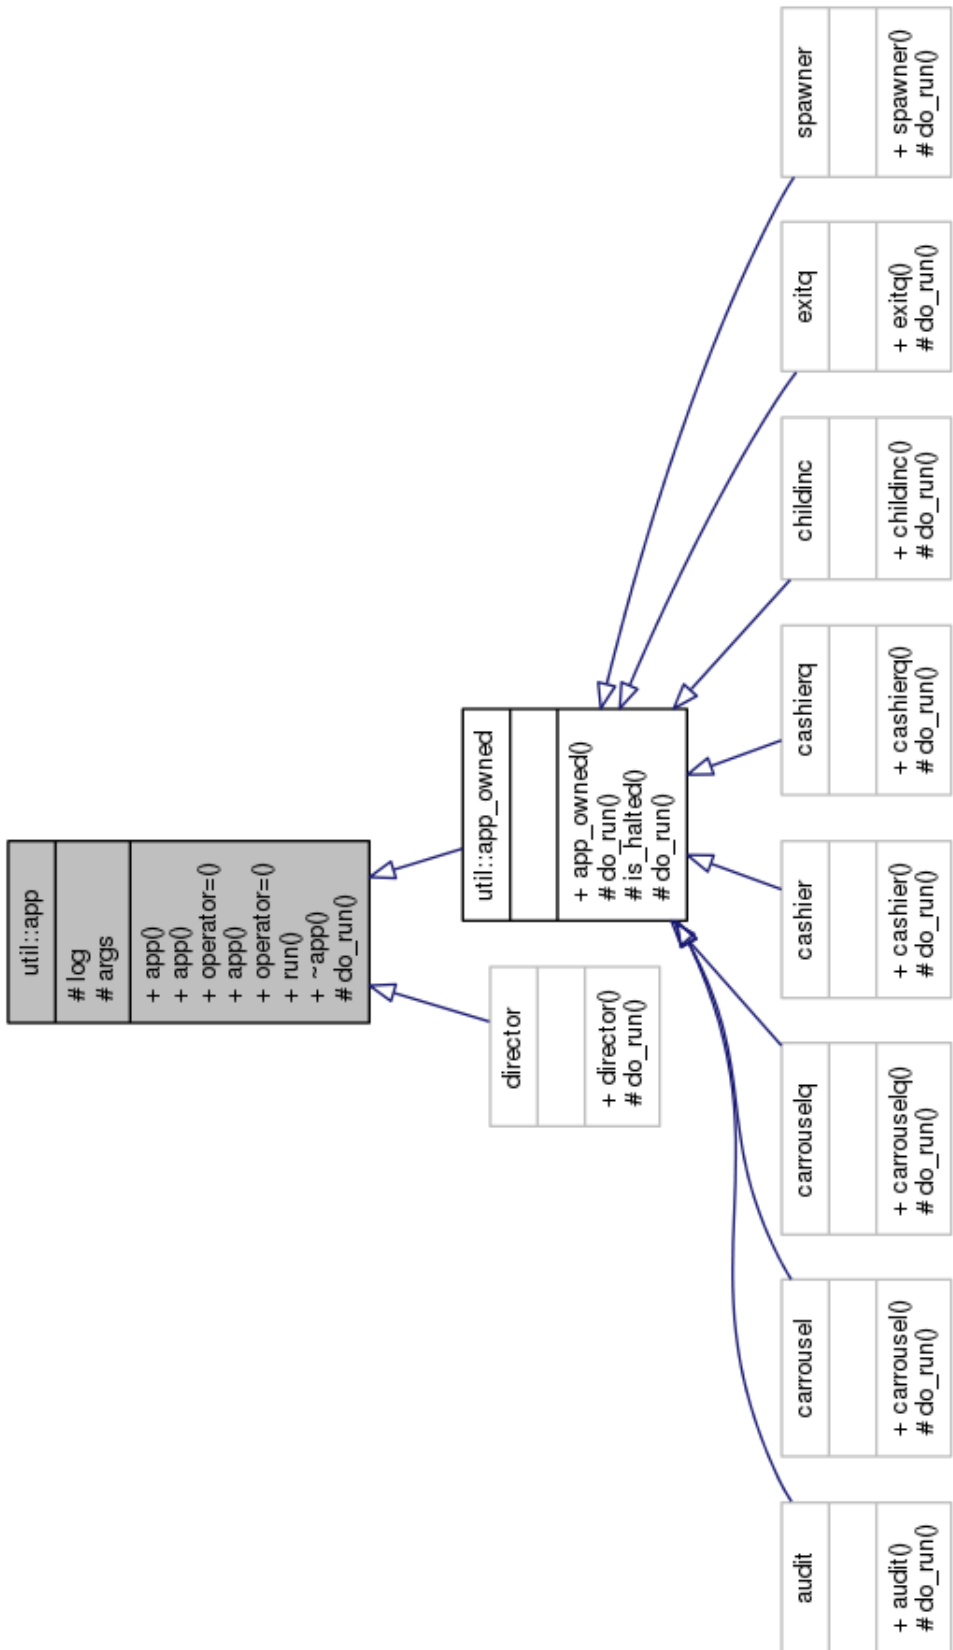 util::app
# log
# args
+ app()
+ app()
+ operator=()
+ app()
+ operator=()
+ run()
+ ~app()
# do_run()
director
+ director()
# do_run()
util::app_owned
+ app_owned()
# do_run()
# is_halted()
# do_run()
audit
+ audit()
# do_run()
carrousel
+ carrousel()
# do_run()
carrouselq
+ carrouselq()
# do_run()
cashier
+ cashier()
# do_run()
cashierq
+ cashierq()
# do_run()
childinc
+ childinc()
# do_run()
exitq
+ exitq()
# do_run()
spawner
+ spawner()
# do_run()